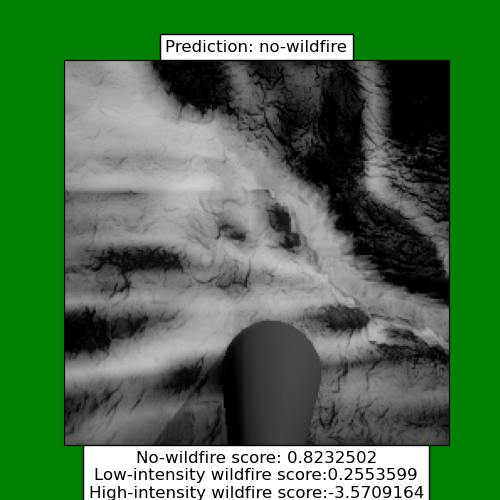 Prediction: no-wildfire
No-wildfire score: 0.8232502
Low-intensity wildfire score:0.2553599
High-intensity wildfire score:-3.5709164